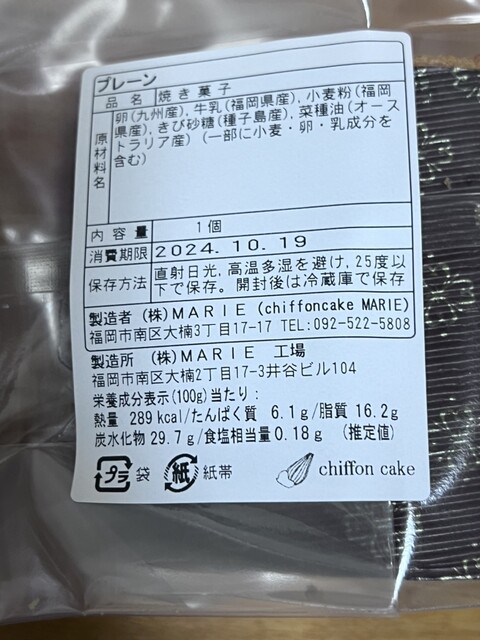 プレーン
品名 焼き菓子
原材料名 卵(九州産), 牛乳(福岡県産), 小麦粉(福岡
県産), きび砂糖(種子島産), 菜種油(オース
トラリア産) (一部に小麦・卵・乳成分を
含む)
内容量 1個
消費期限 2024.10.19
保存方法 直射日光, 高温多湿を避け, 25度以
下で保存。開封後は冷蔵庫で保存
製造者 (株)MARIE (chiffoncake MARIE)
福岡市南区大楠3丁目17-17 TEL:092-522-5808
製造所 (株)MARIE 工場
福岡市南区大楠2丁目17-3井谷ビル104
栄養成分表示(100g)当たり:
熱量 289kcal/たんぱく質 6.1g/脂質16.2g
炭水化物29.7g/食塩相当量0.18g (推定値)
プラ 袋 紙 紙帯 chiffon cake